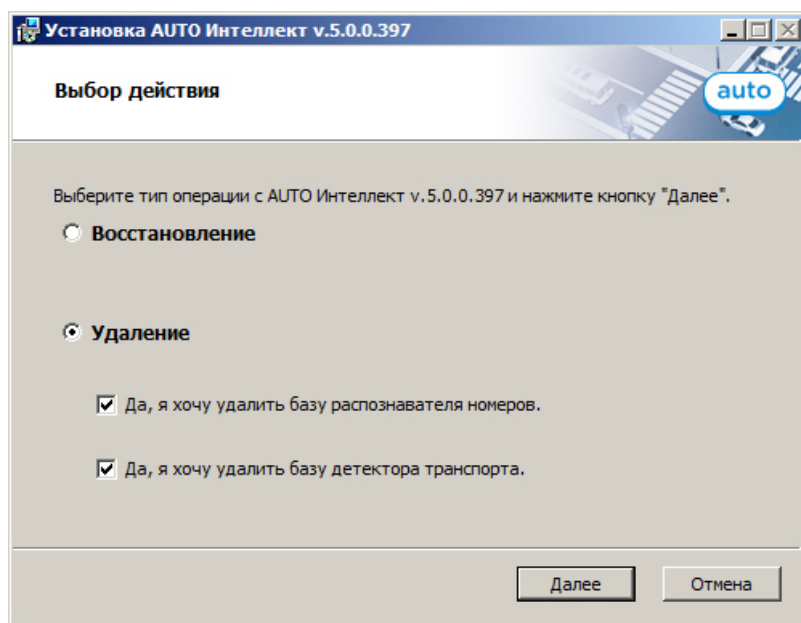 Установка AUTO Интеллект v.5.0.0.397
Выбор действия
auto
Выберите тип операции с AUTO Интеллект v.5.0.0.397 и нажмите кнопку "Далее".
Восстановление
Удаление
Да, я хочу удалить базу распознавателя номеров.
Да, я хочу удалить базу детектора транспорта.
Далее
Отмена